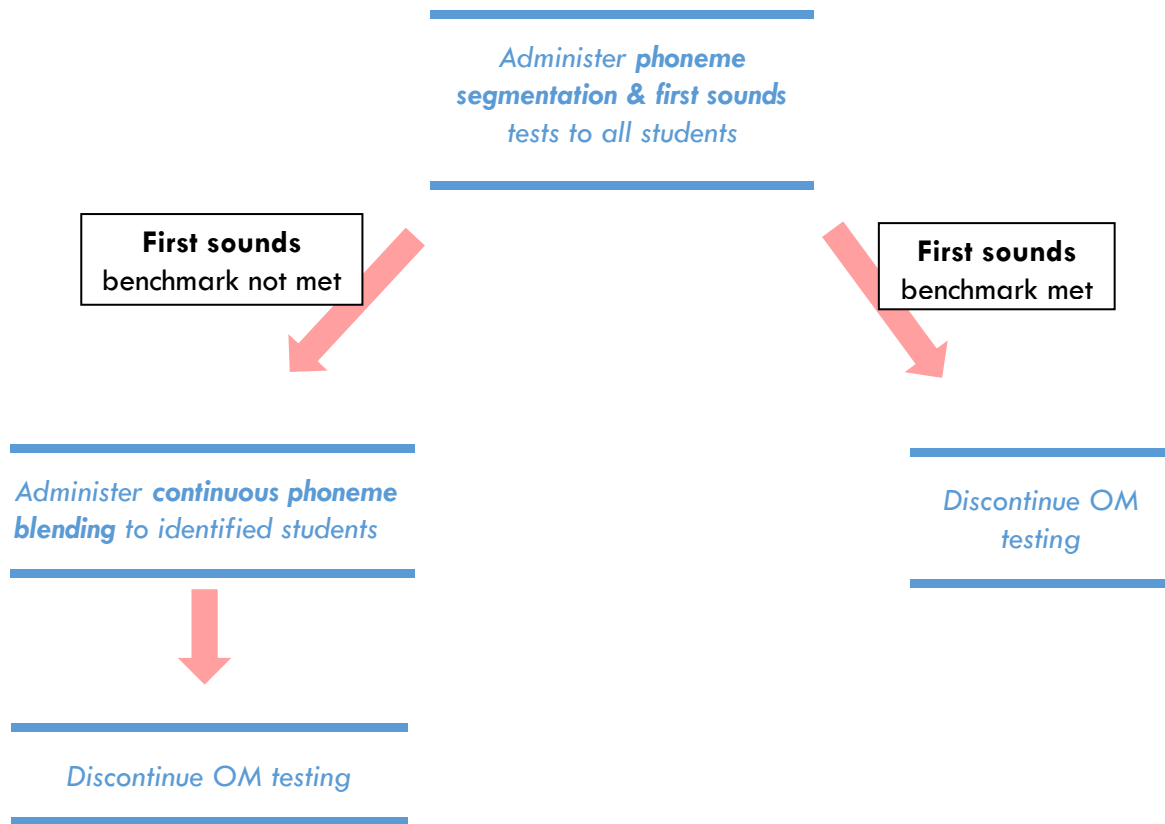 Administer phoneme
segmentation & first sounds
tests to all students
First sounds
benchmark not met
First sounds
benchmark met
Administer continuous phoneme
blending to identified students
Discontinue OM
testing
Discontinue OM testing